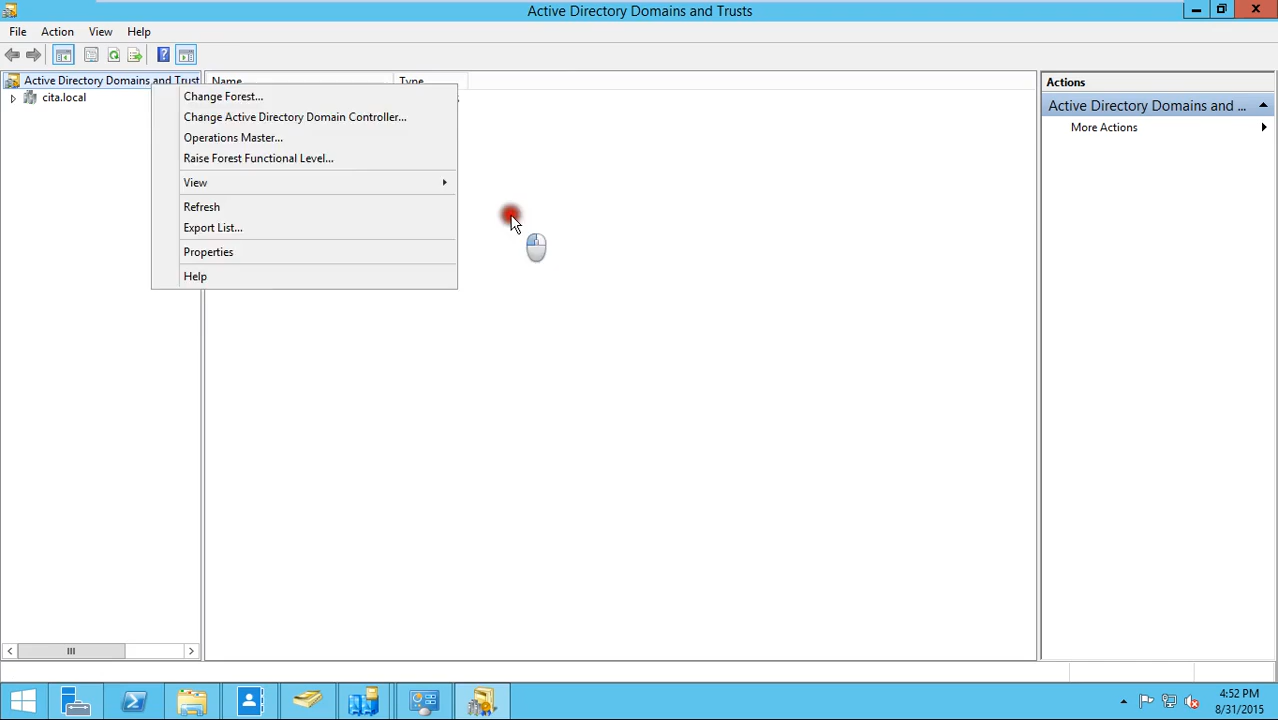 Active Directory Domains and Trusts
File Action View Help
Active Directory Domains and Trust
cita.local
Name Type
Change Forest...
Change Active Directory Domain Controller...
Operations Master...
Raise Forest Functional Level...
View
Refresh
Export List...
Properties
Help
Actions
Active Directory Domains and ...
More Actions
4:52 PM
8/31/2015